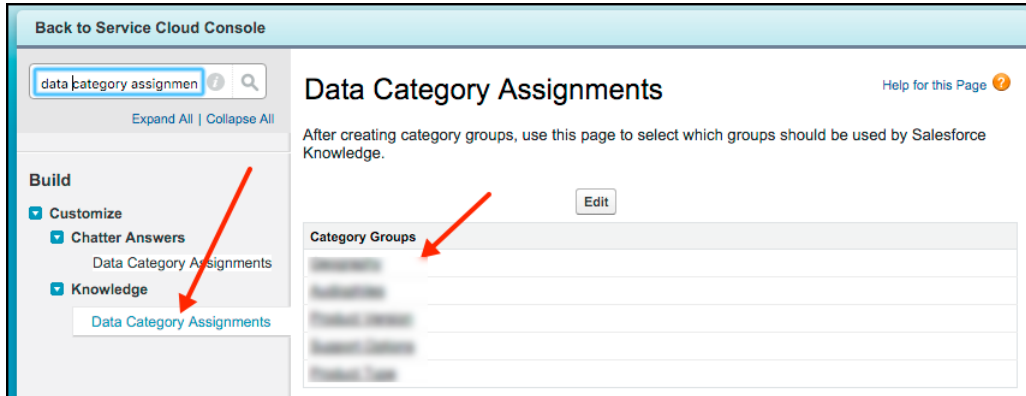 Back to Service Cloud Console
data category assignmen
Expand All | Collapse All
Build
Customize
Chatter Answers
Data Category Assignments
Knowledge
Data Category Assignments
Data Category Assignments
Help for this Page
After creating category groups, use this page to select which groups should be used by Salesforce
Knowledge.
Edit
Category Groups